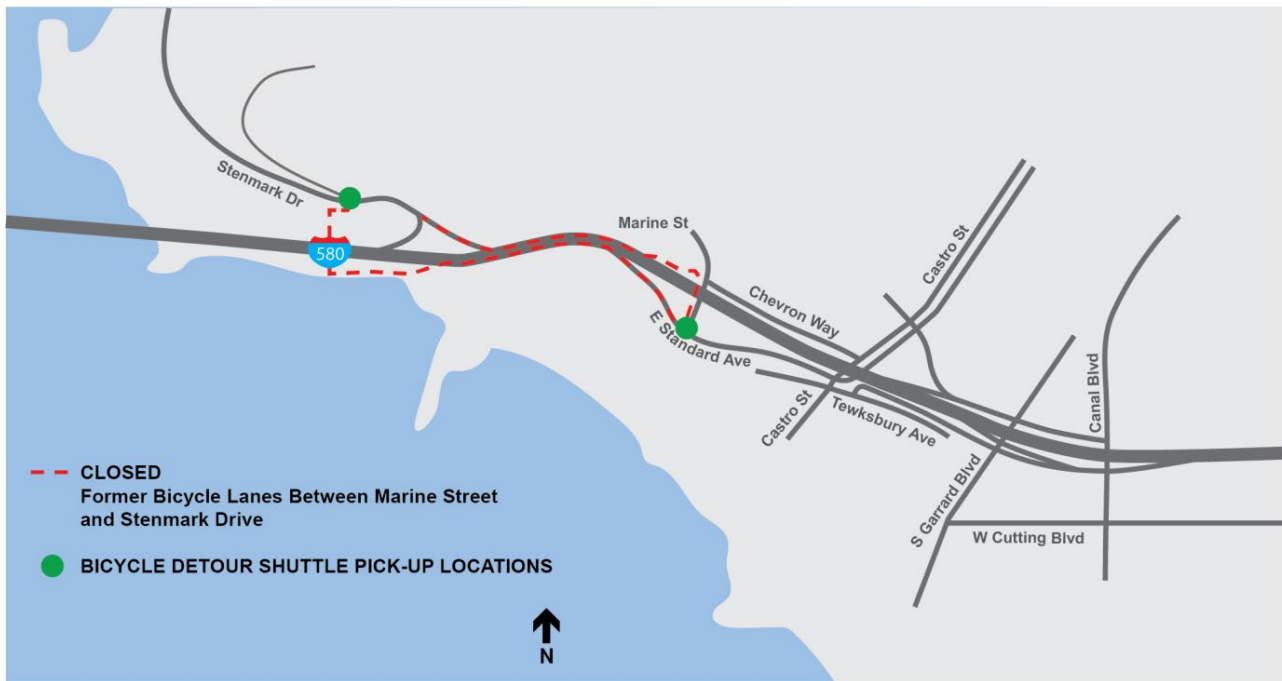 Stenmark Dr
580
Marine St
Castro St
Chevron Way
E Standard Ave
Castro St
Tewksbury Ave
Canal Blvd
S Garrard Blvd
W Cutting Blvd
CLOSED
Former Bicycle Lanes Between Marine Street
and Stenmark Drive
BICYCLE DETOUR SHUTTLE PICK-UP LOCATIONS
N